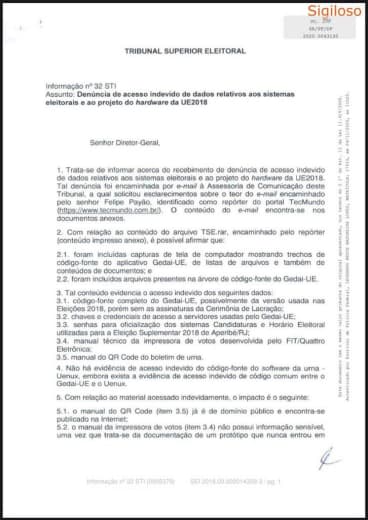 Sigiloso
TRIBUNAL SUPERIOR ELEITORAL
Informação nº 32 STI
Assunto: Denúncia de acesso indevido de dados relativos aos sistemas
eleitorais e ao projeto do hardware da UE2018
Senhor Diretor-Geral,
1. Trata-se de informar acerca do recebimento de denúncia de acesso indevido
de dados relativos aos sistemas eleitorais e ao projeto do hardware da UE2018.
Tal denúncia foi encaminhada por e-mail à Assessoria de Comunicação deste
Tribunal, a qual solicitou esclarecimentos sobre o teor do e-mail encaminhado
pelo senhor Felipe Payão, identificado como repórter do portal TecMundo
(https://www.tecmundo.com.br/). O conteúdo do e-mail encontra-se nos
documentos anexos.
2. Com relação ao conteúdo do arquivo TSE.rar, encaminhado pelo repórter
(conteúdo impresso anexo), é possível afirmar que:
2.1. foram incluídas capturas de tela de computador mostrando trechos de
código-fonte do aplicativo Gedai-UE, de listas de arquivos e também de
conteúdos de documentos; e
2.2. foram incluídos arquivos presentes na árvore de código-fonte do Gedai-UE.
3. Tal conteúdo evidencia o acesso indevido dos seguintes dados:
3.1. código-fonte completo do Gedai-UE, possivelmente da versão usada nas
Eleições 2018, porém sem as assinaturas da Cerimônia de Lacração;
3.2. chaves e credenciais de acesso a servidores usadas pelo Gedai-UE;
3.3. senhas para oficialização dos sistemas Candidaturas e Horário Eleitoral
utilizadas para a Eleição Suplementar 2018 de Aperibé/RJ;
3.4. manual técnico da impressora de votos desenvolvida pelo FIT/Quattro
Eletrônica;
3.5. manual do QR Code do boletim de urna.
4. Não há evidência de acesso indevido do código-fonte do software da urna -
Uenux, embora exista a evidência de acesso indevido de código comum entre o
Gedai-UE e o Uenux.
5. Com relação ao material acessado indevidamente, o impacto é o seguinte:
5.1. o manual do QR Code (item 3.5) já é de domínio público e encontra-se
publicado na Internet;
5.2. o manual da impressora de votos (item 3.4) não possui informação sensível,
uma vez que trata-se da documentação de um protótipo que nunca entrou em
Informação nº 32 STI
pg. 1